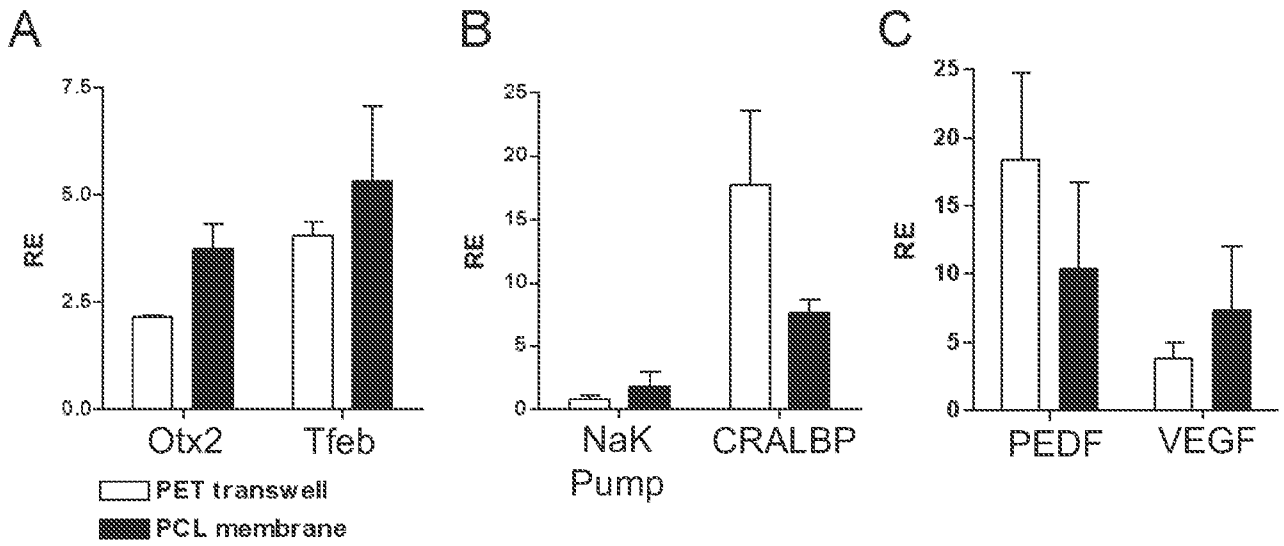 A
7.5
5.0
2.5
0.0
RE
Otx2 Tfeb
PET transwell
PCL membrane
B
25
20
15
10
5
0
RE
NaK CRALBP
Pump
C
25
20
15
10
5
0
RE
PEDF VEGF